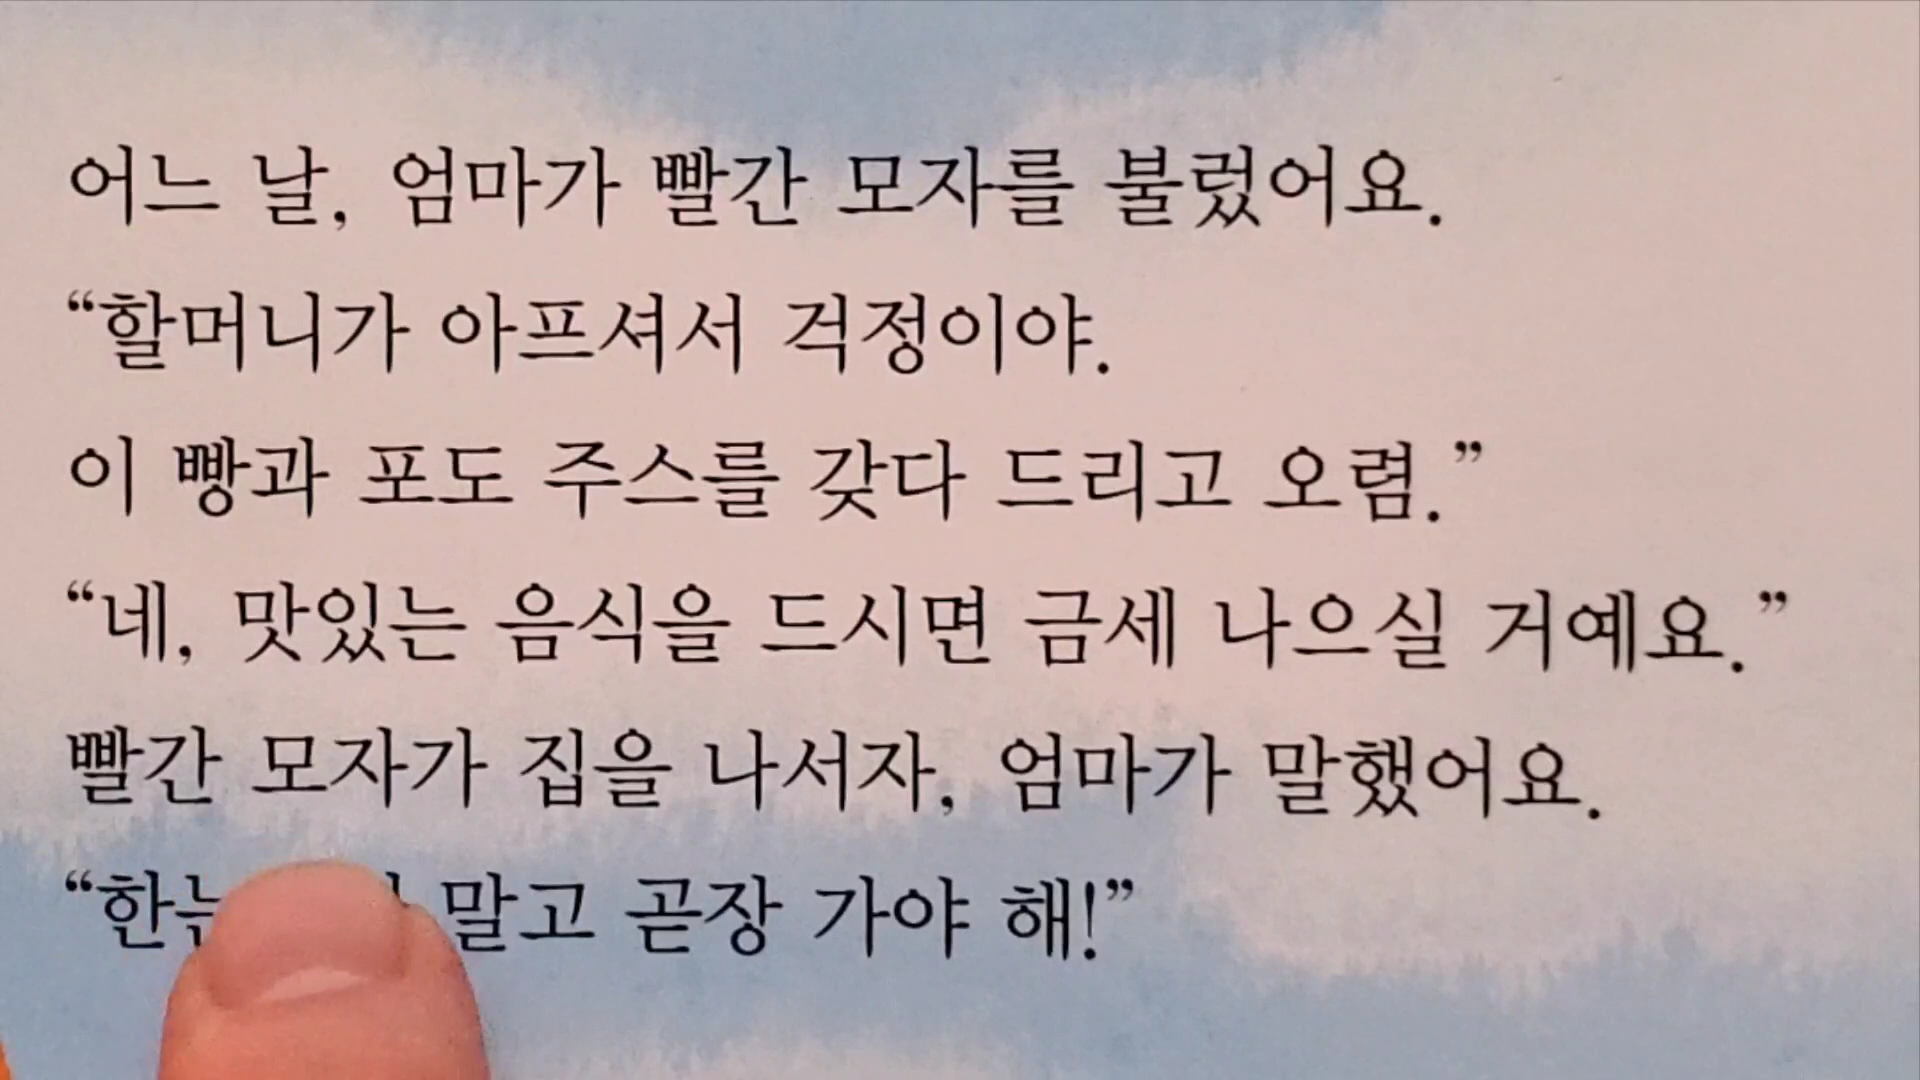 어느 날, 엄마가 빨간 모자를 불렀어요.
“할머니가 아프셔서 걱정이야.
이 빵과 포도 주스를 갖다 드리고 오렴.”
“네, 맛있는 음식을 드시면 금세 나으실 거예요.”
빨간 모자가 집을 나서자, 엄마가 말했어요.
말고 곧장 가야 해!”